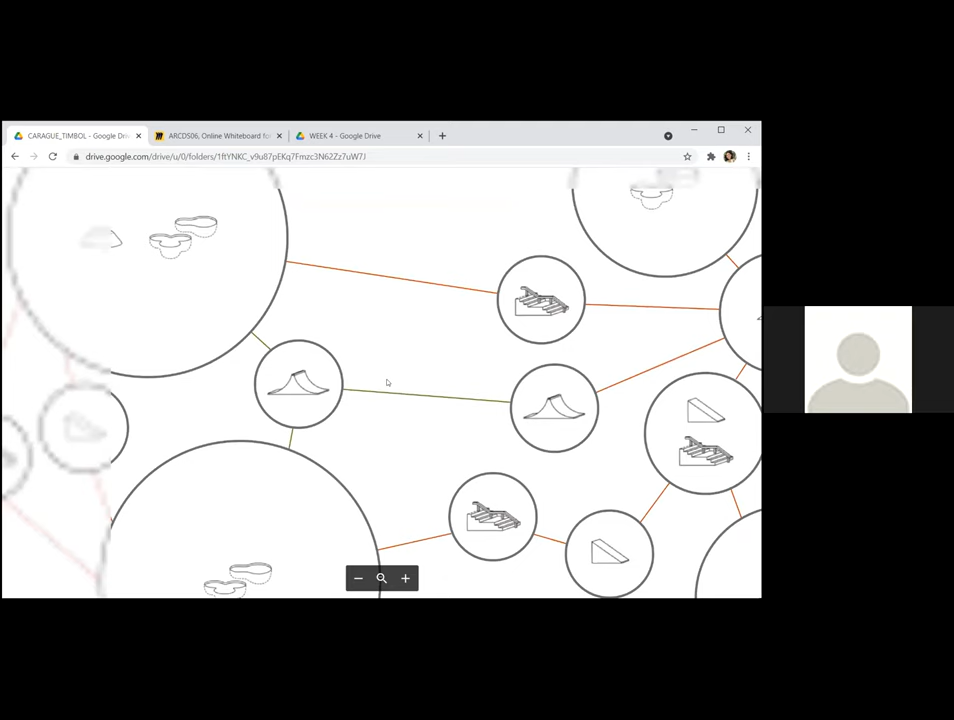 CARAGUE_TIMBOL - Google Dri
ARCDS06, Online Whiteboard fo
WEEK 4 - Google Drive
drive.google.com/drive/u/0/folders/1ftYNKC_v9u87pEKq7Fmzc3N62Zz7uW7J